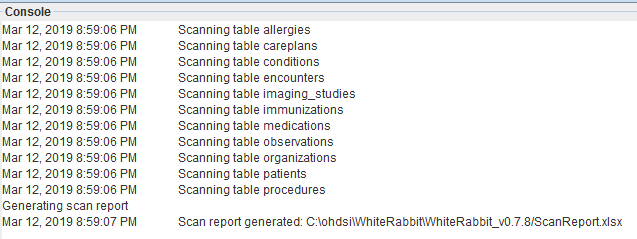 Console
Mar 12, 2019 8:59:06 PM Scanning table allergies
Mar 12, 2019 8:59:06 PM Scanning table careplans
Mar 12, 2019 8:59:06 PM Scanning table conditions
Mar 12, 2019 8:59:06 PM Scanning table encounters
Mar 12, 2019 8:59:06 PM Scanning table imaging_studies
Mar 12, 2019 8:59:06 PM Scanning table immunizations
Mar 12, 2019 8:59:06 PM Scanning table medications
Mar 12, 2019 8:59:06 PM Scanning table observations
Mar 12, 2019 8:59:06 PM Scanning table organizations
Mar 12, 2019 8:59:06 PM Scanning table patients
Mar 12, 2019 8:59:06 PM Scanning table procedures
Generating scan report
Mar 12, 2019 8:59:07 PM Scan report generated: C:\ohdsi\WhiteRabbit\WhiteRabbit_v0.7.8/ScanReport.xlsx